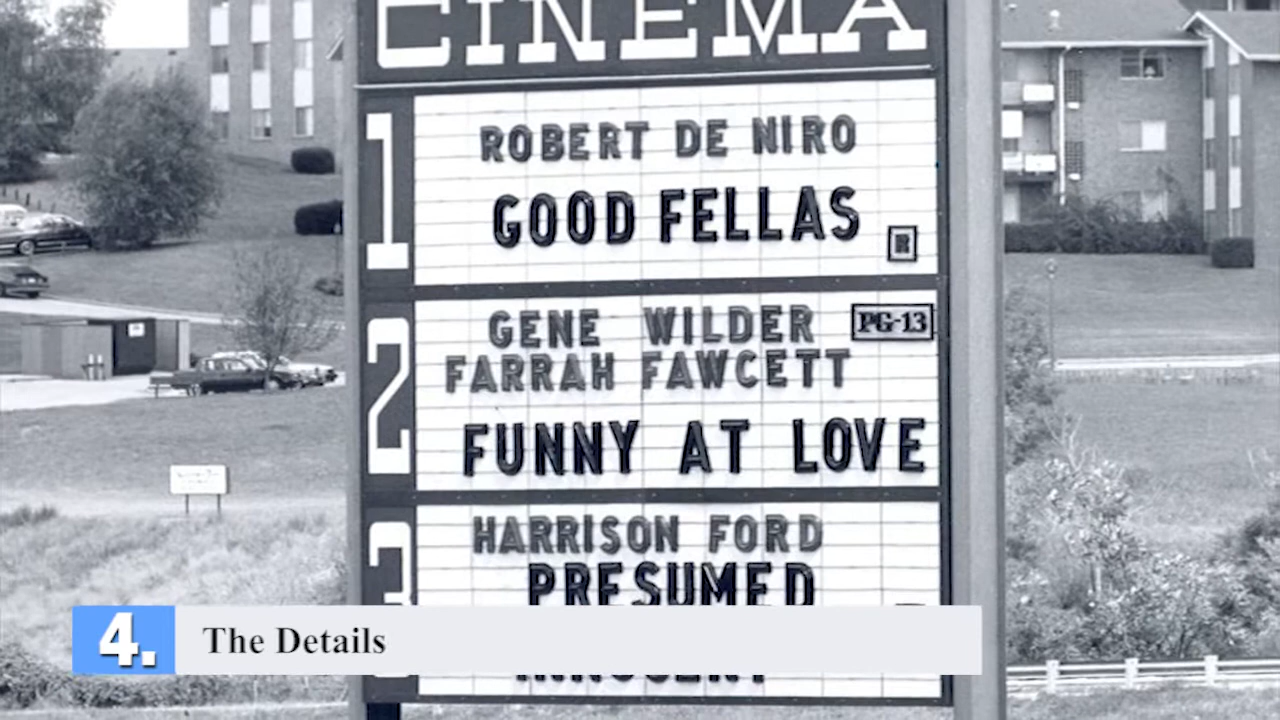 CINEMA
1
ROBERT DE NIRO
GOOD FELLAS
R
2
GENE WILDER
PG-13
FARRAH FAWCETT
FUNNY AT LOVE
3
HARRISON FORD
PRESUMED
INNOCENT
4. The Details